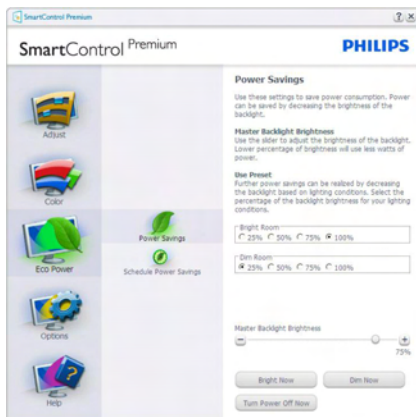 SmartControl Premium
SmartControl Premium
PHILIPS
Adjust
Color
Eco Power
Options
Help
Power Savings
Schedule Power Savings
Power Savings
Use these settings to save power consumption. Power
can be saved by decreasing the brightness of the
backlight.
Master Backlight Brightness
Use the slider to adjust the brightness of the backlight.
Lower percentage of brightness will use less watts of
power.
Use Preset
Further power savings can be realized by decreasing
the backlight based on lighting conditions. Select the
percentage of the backlight brightness for your lighting
conditions.
Bright Room
25% 50% 75% 100%
Dim Room
25% 50% 75% 100%
Master Backlight Brightness
75%
Bright Now Dim Now
Turn Power Off Now